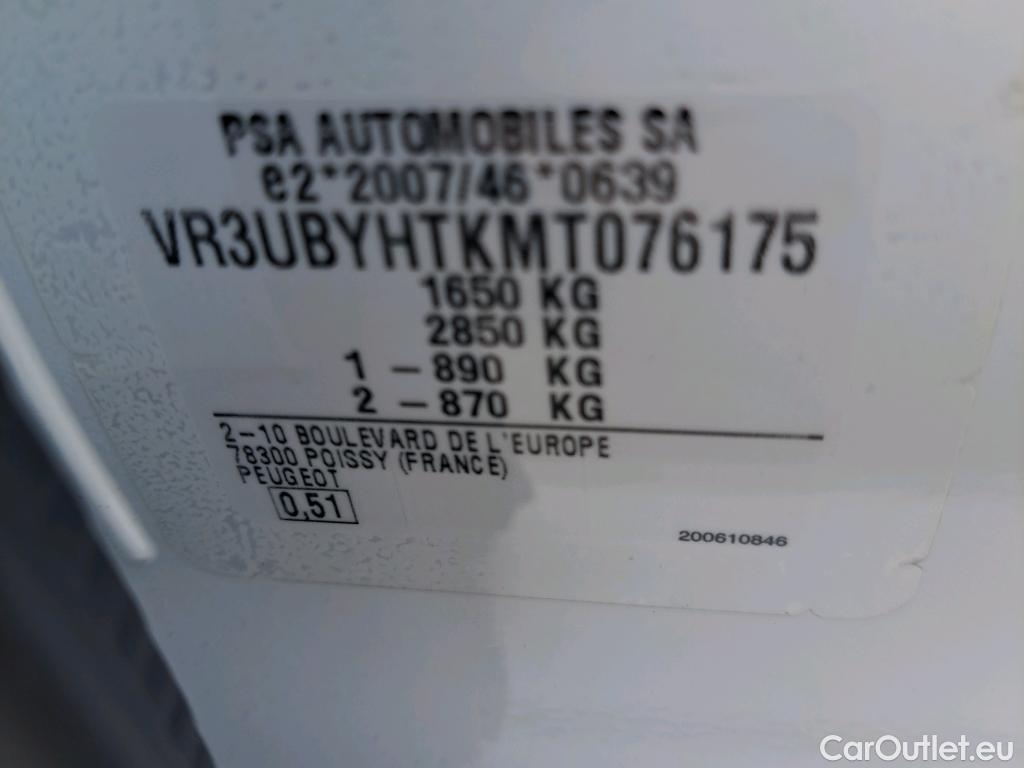 PSA AUTOMOBILES SA
e2*2007/46*0639
VR3UBYHTKMT076175
1650 KG
2850 KG
1 -890 KG
2 -870 KG
2-10 BOULEVARD DE L'EUROPE
78300 POISSY (FRANCE)
PEUGEOT
0,51
200610846
CarOutlet.eu